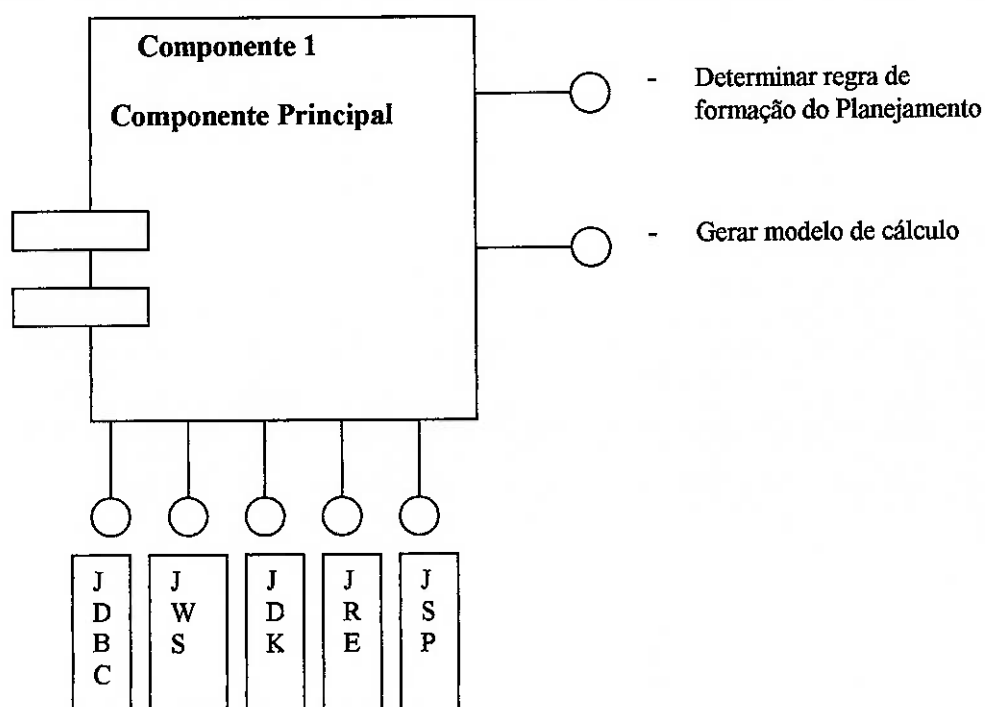 Componente 1
Componente Principal
- Determinar regra de
formação do Planejamento
- Gerar modelo de cálculo
J
D
B
C
J
W
S
J
D
K
J
R
E
J
S
P